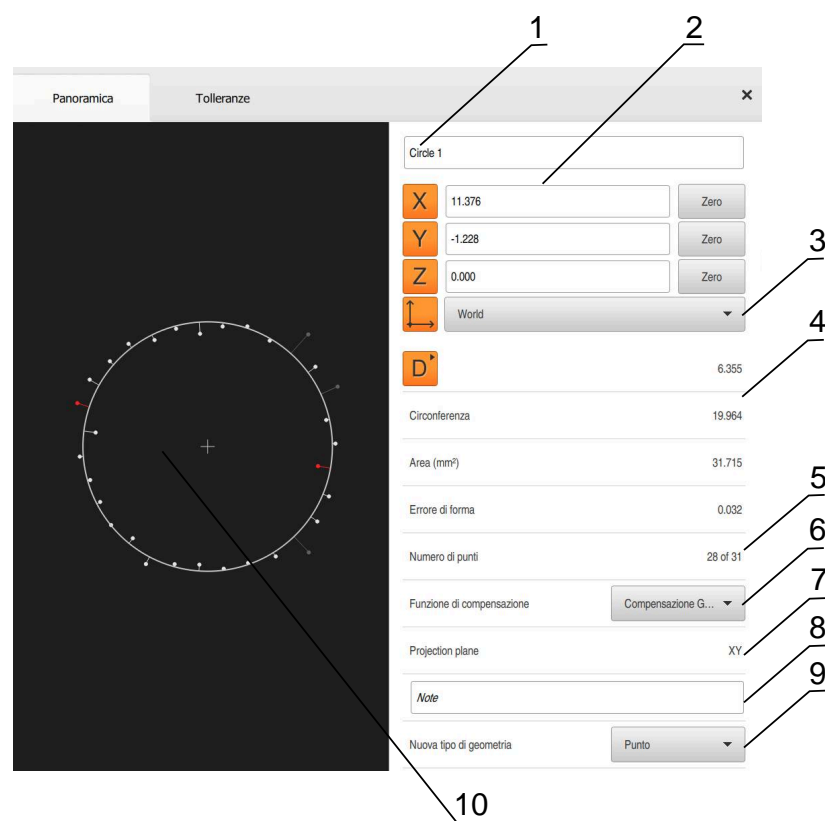 1
2
Panoramica Tolleranze ×
Circle 1
X 11.376 Zero
Y -1.228 Zero
3
Z 0.000 Zero
World
4
D 6.355
Circonferenza 19.964
Area (mm²) 31.715
5
Errore di forma 0.032
6
Numero di punti 28 of 31
7
Funzione di compensazione Compensazione G...
8
Projection plane XY
9
Note
Nuova tipo di geometria Punto
10